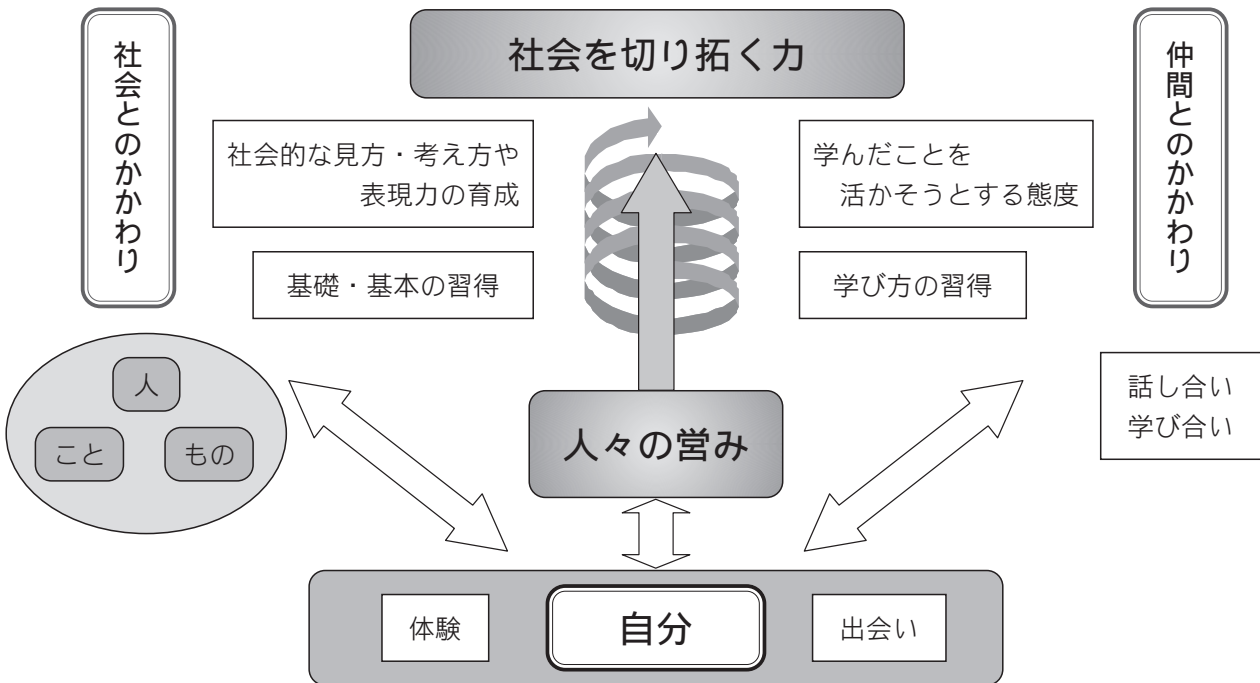 社会を切り拓く力
社会とのかかわり
仲間とのかかわり
社会的な見方・考え方や
表現力の育成
学んだことを
活かそうとする態度
基礎・基本の習得
学び方の習得
人
こと
もの
人々の営み
話し合い
学び合い
体験
自分
出会い